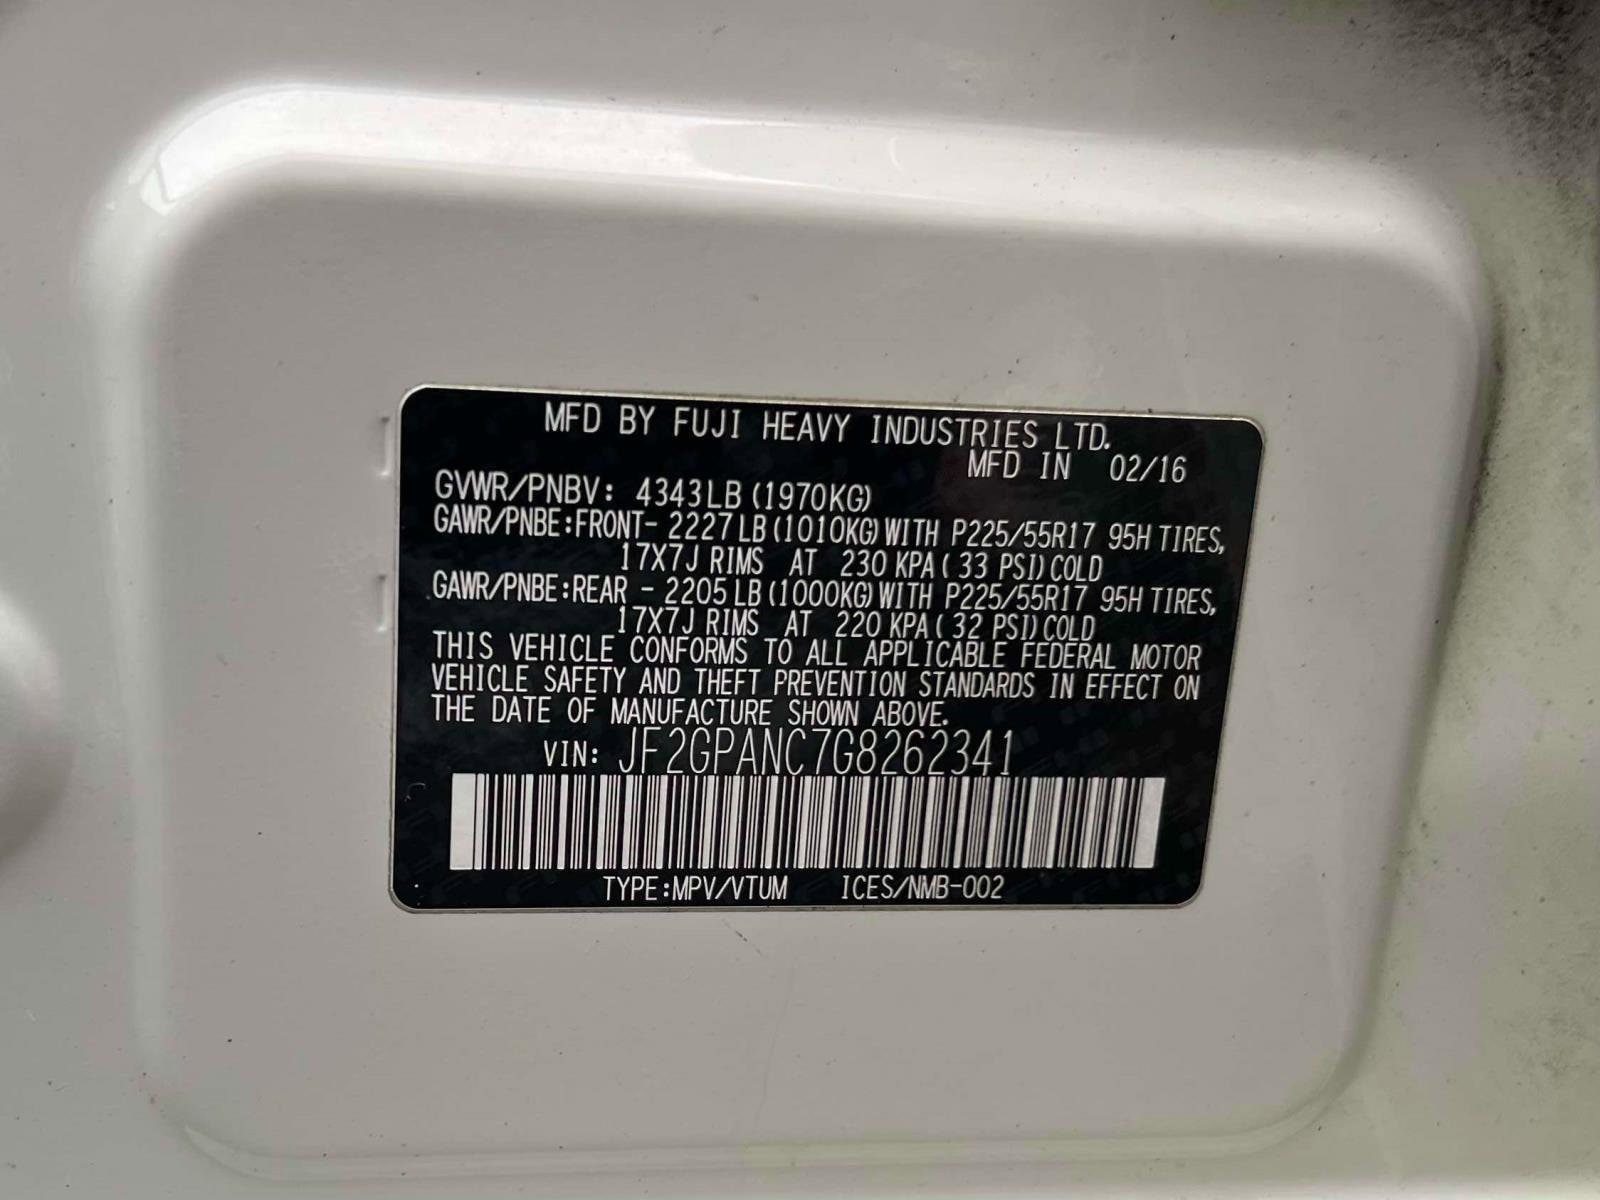 MFD BY FUJI HEAVY INDUSTRIES LTD.
MFD IN 02/16
GVWR/PNBV: 4343LB (1970KG)
GAWR/PNBE:FRONT- 2227LB (1010KG)WITH P225/55R17 95H TIRES,
17X7J RIMS AT 230 KPA( 33 PSI)COLD
GAWR/PNBE:REAR - 2205LB (1000KG)WITH P225/55R17 95H TIRES,
17X7J RIMS AT 220 KPA( 32 PSI)COLD
THIS VEHICLE CONFORMS TO ALL APPLICABLE FEDERAL MOTOR
VEHICLE SAFETY AND THEFT PREVENTION STANDARDS IN EFFECT ON
THE DATE OF MANUFACTURE SHOWN ABOVE.
VIN: JF2GPANC7G8262341
TYPE:MPV/VTUM ICES/NMB-002